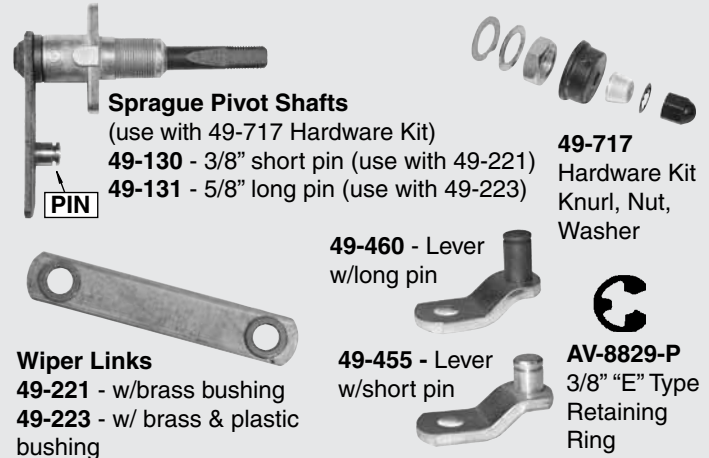 Sprague Pivot Shafts
(use with 49-717 Hardware Kit)
49-130 - 3/8” short pin (use with 49-221)
49-131 - 5/8” long pin (use with 49-223)
PIN
49-717
Hardware Kit
Knurl, Nut,
Washer
Wiper Links
49-221 - w/brass bushing
49-223 - w/ brass & plastic
bushing
49-460 - Lever
w/long pin
49-455 - Lever
w/short pin
AV-8829-P
3/8” “E” Type
Retaining
Ring